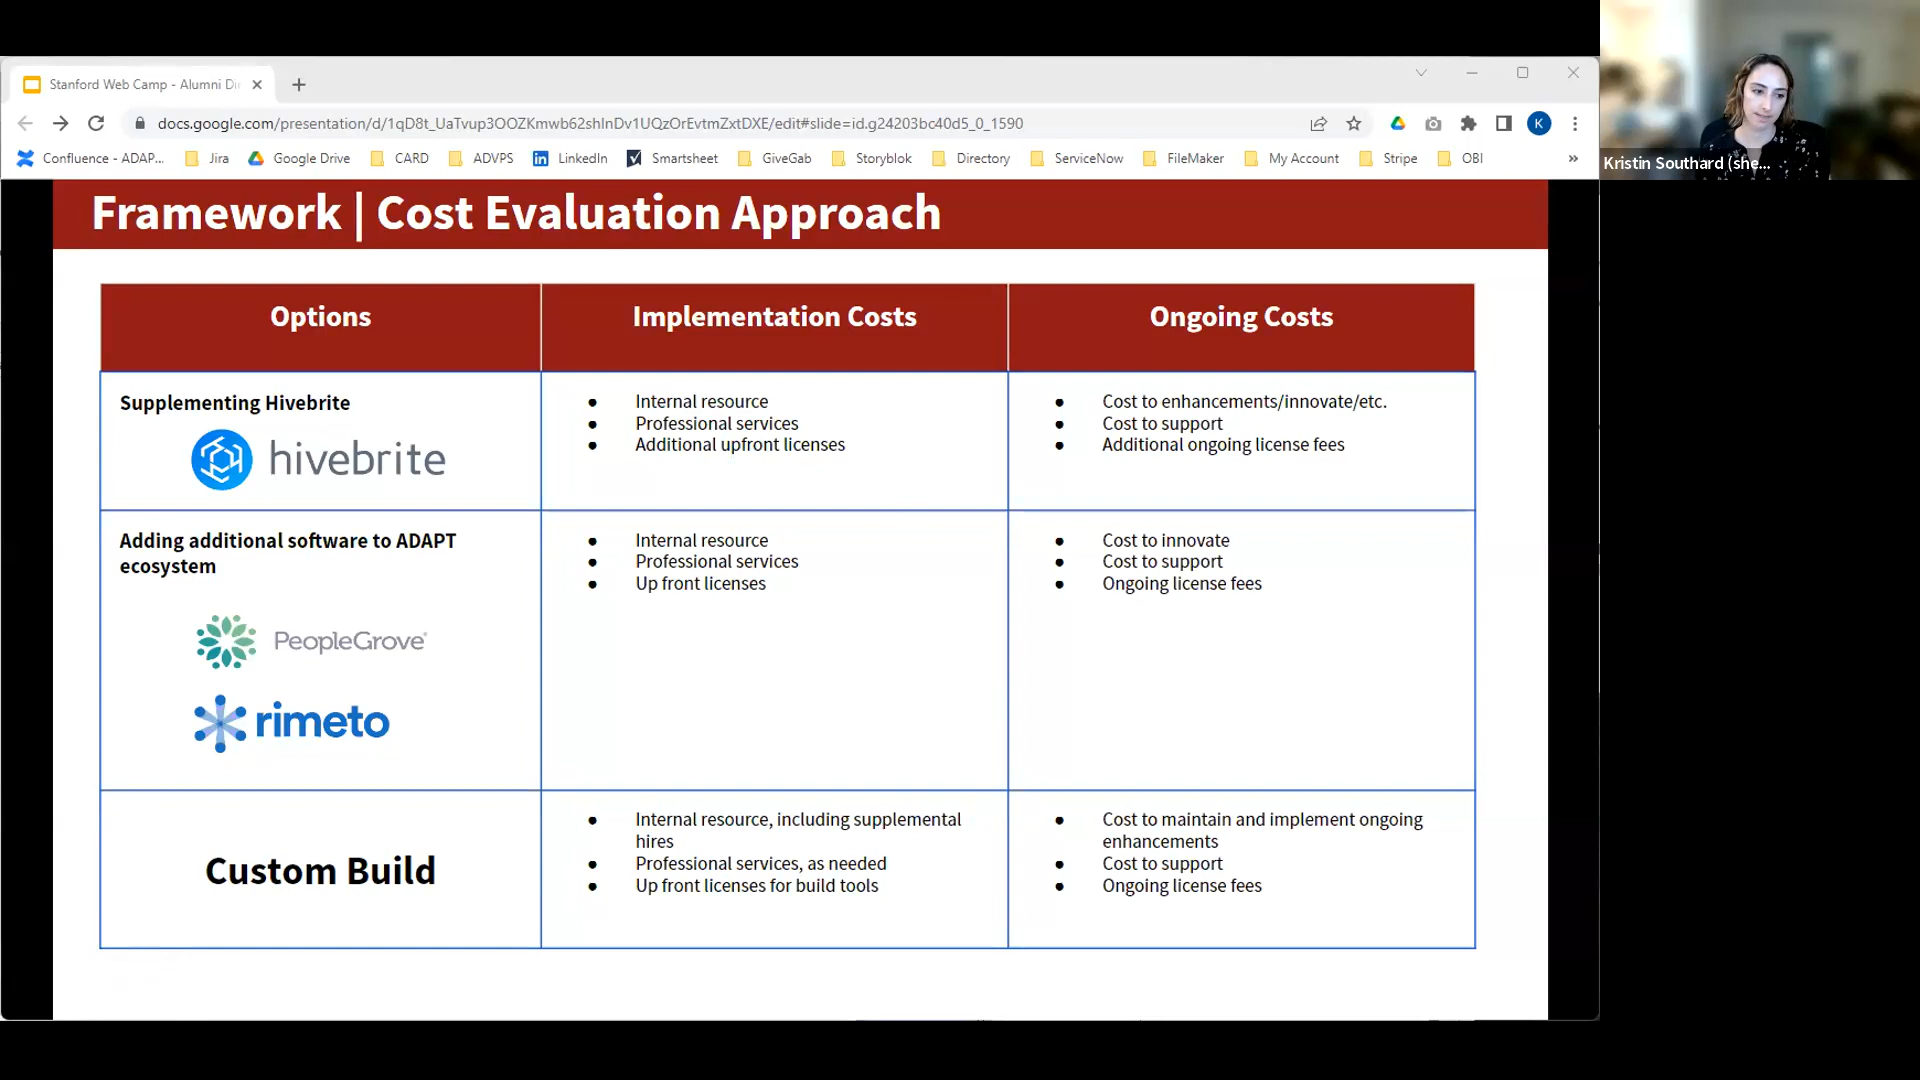 Stanford Web Camp - Alumni Di
docs.google.com/presentation/d/1qD8t_UaTvup3OOZKmwb62shInDv1UQzOrEvtmZxtDXE/edit#slide=id.g24203bc40d5_0_1590
K
Confluence - ADAP... Jira Google Drive CARD ADVPS LinkedIn Smartsheet GiveGab Storyblok Directory ServiceNow FileMaker My Account Stripe OBI »
Kristin Southard (she...
Framework | Cost Evaluation Approach
Options Implementation Costs Ongoing Costs
Supplementing Hivebrite
hivebrite
• Internal resource
• Professional services
• Additional upfront licenses
• Cost to enhancements/innovate/etc.
• Cost to support
• Additional ongoing license fees
Adding additional software to ADAPT
ecosystem
PeopleGrove
rimeto
• Internal resource
• Professional services
• Up front licenses
• Cost to innovate
• Cost to support
• Ongoing license fees
Custom Build
• Internal resource, including supplemental
hires
• Professional services, as needed
• Up front licenses for build tools
• Cost to maintain and implement ongoing
enhancements
• Cost to support
• Ongoing license fees